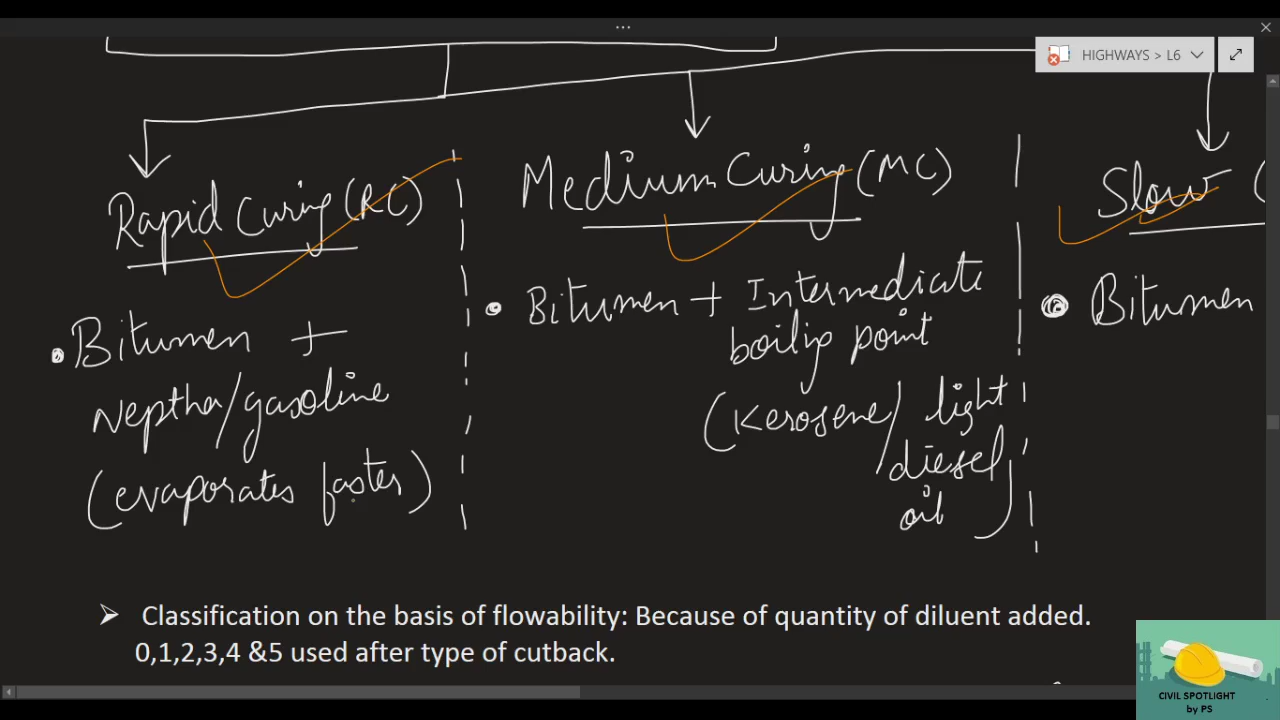 HIGHWAYS > L6
Rapid Curing (RC)
Medium Curing (MC)
Slow (
• Bitumen +
Neptha/gasoline
(evaporates faster)
• Bitumen + Intermediate
boiling point
(Kerosene/ light
diesel
oil)
• Bitumen
➢ Classification on the basis of flowability: Because of quantity of diluent added.
0,1,2,3,4 &5 used after type of cutback.
CIVIL SPOTLIGHT
by PS